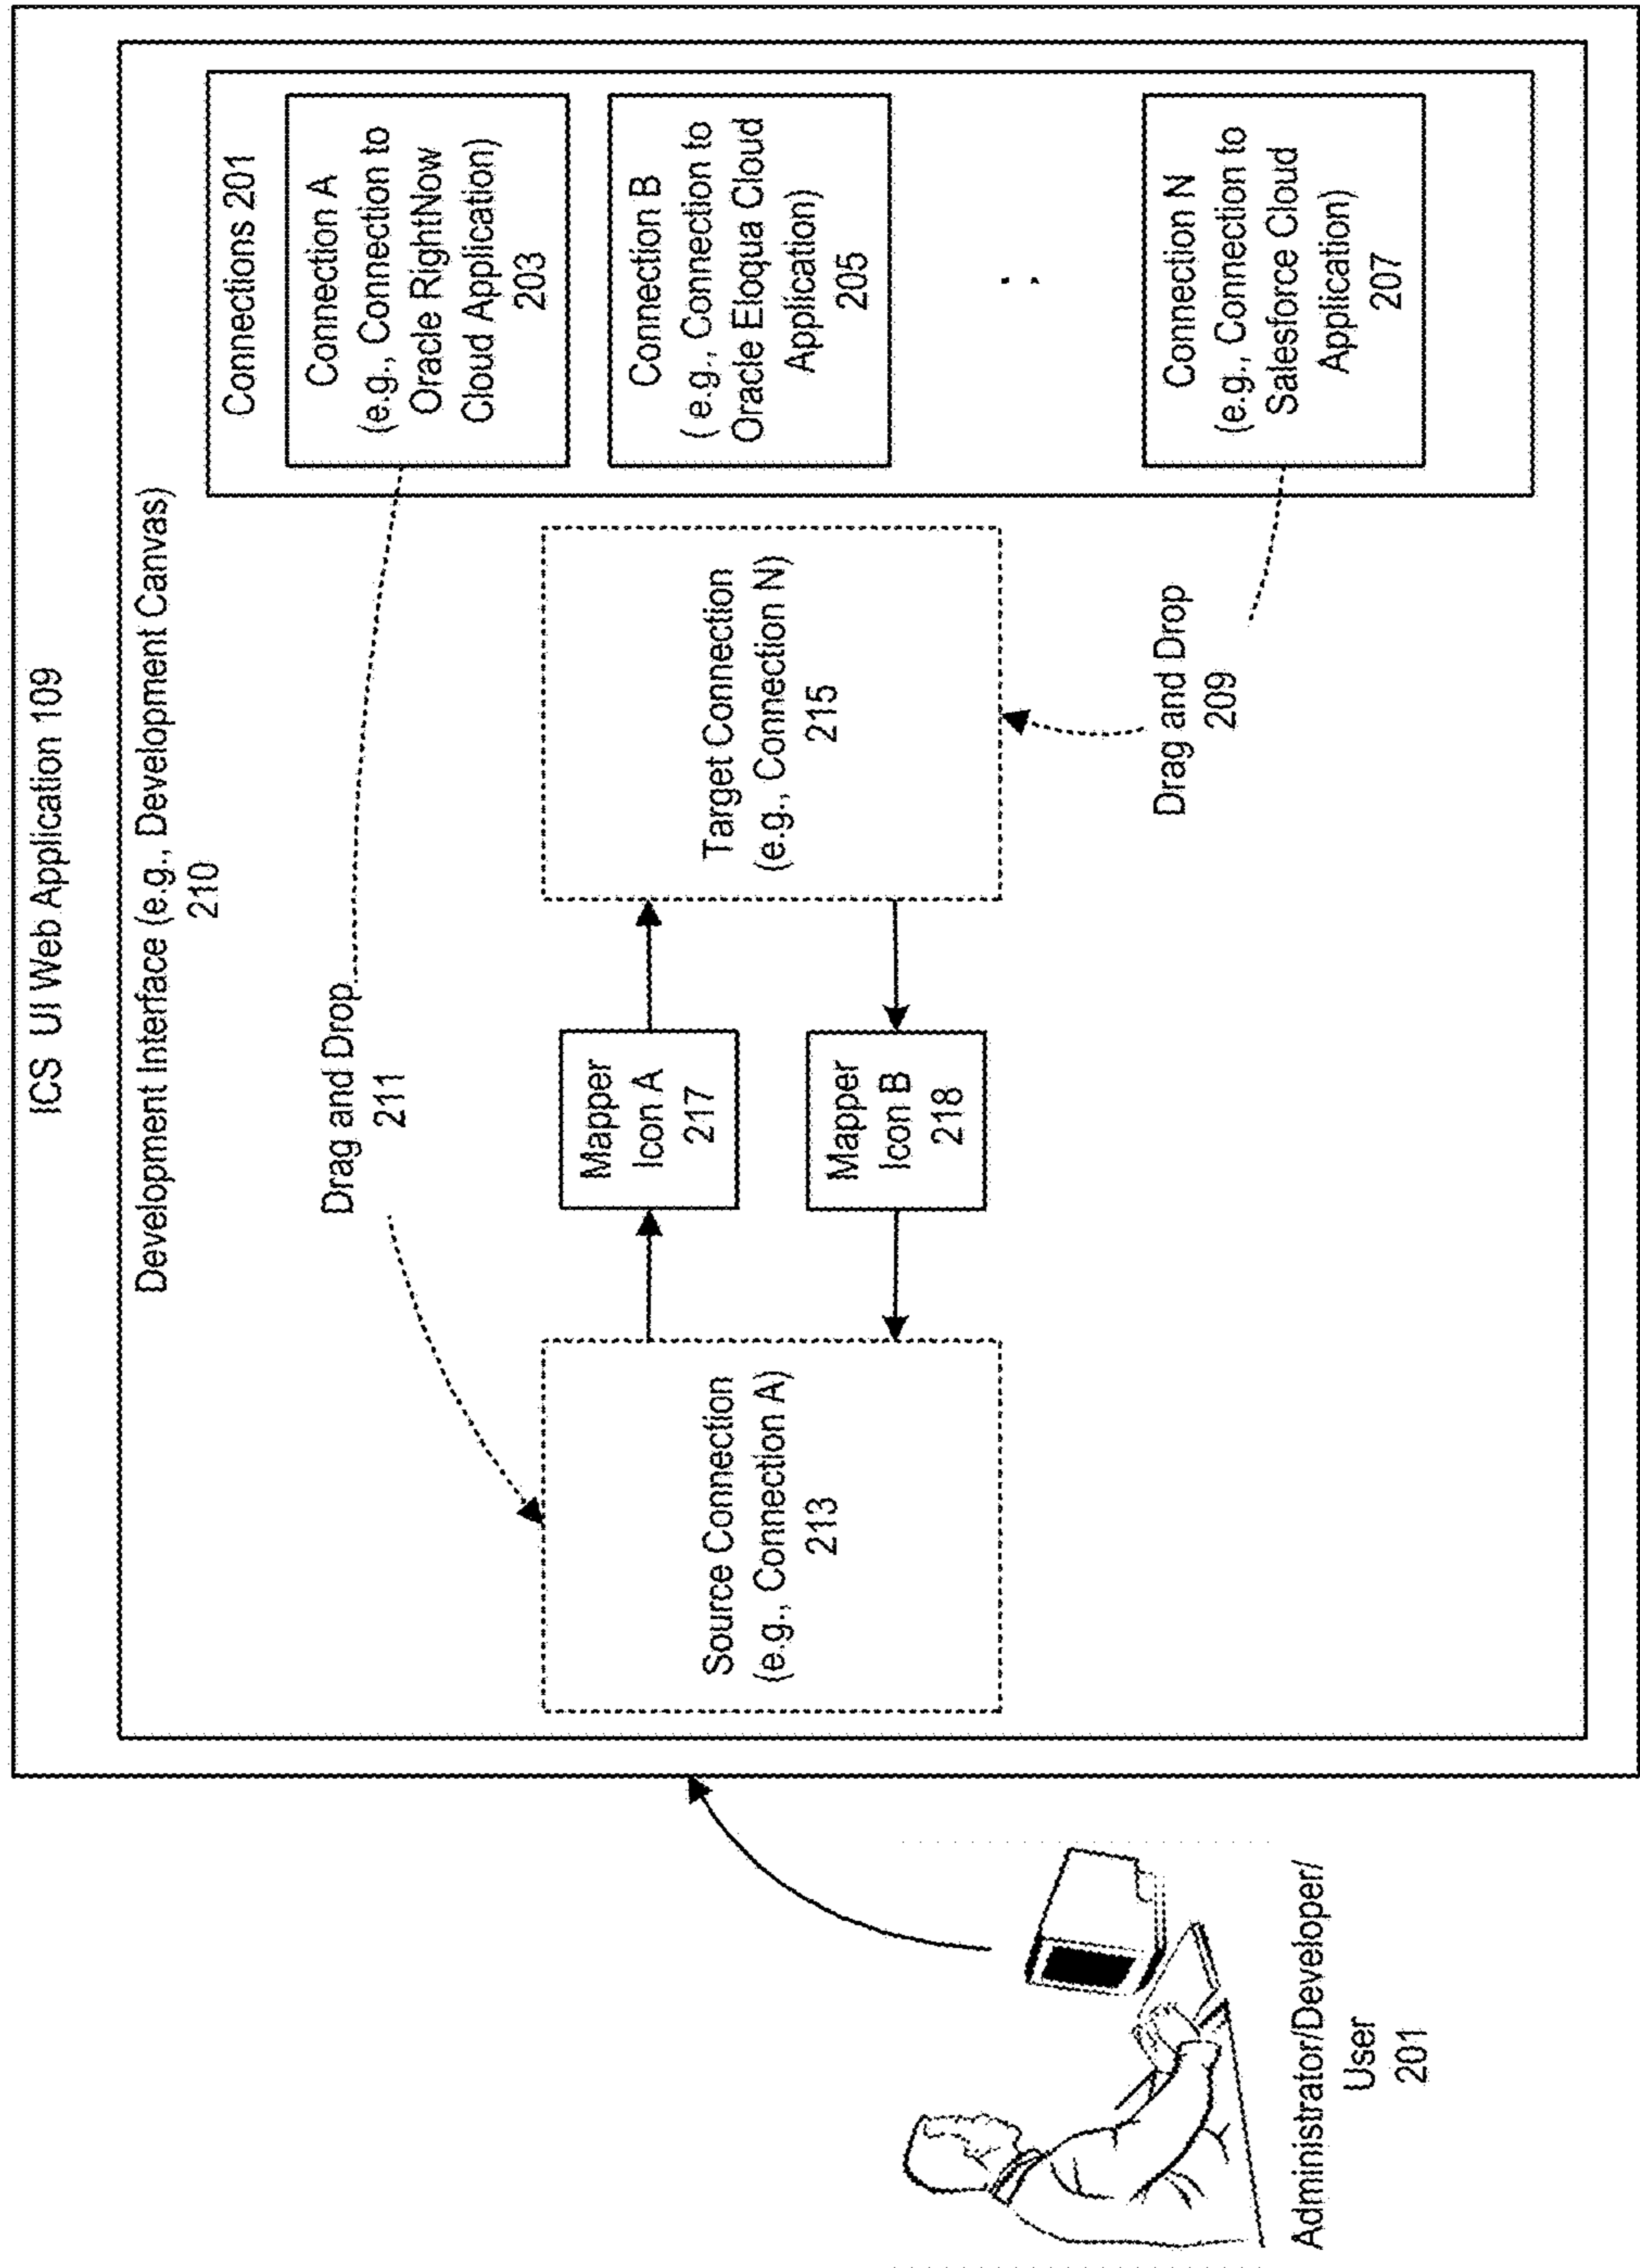 ICS UI Web Application 109
Development Interface (e.g., Development Canvas)
210
Connections 201
Connection A
(e.g., Connection to
Oracle RightNow
Cloud Application)
203
Connection B
( e.g., Connection to
Oracle Eloqua Cloud
Application)
205
Connection N
(e.g., Connection to
Salesforce Cloud
Application)
207
Drag and Drop
211
Source Connection
(e.g., Connection A)
213
Mapper
Icon A
217
Mapper
Icon B
218
Target Connection
(e.g., Connection N)
215
Drag and Drop
209
Administrator/Developer/
User
201